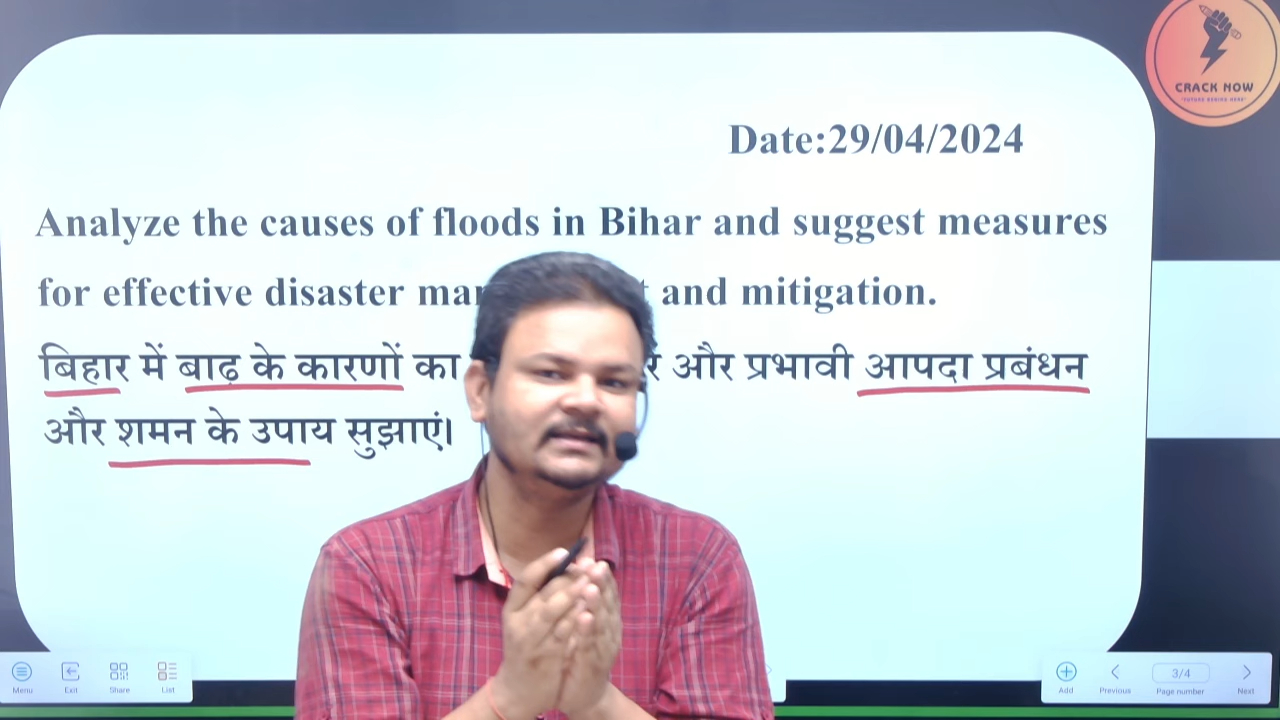 CRACK NOW
Date:29/04/2024
Analyze the causes of floods in Bihar and suggest measures
for effective disaster and mitigation.
बिहार में बाढ़ के कारणों का और प्रभावी आपदा प्रबंधन
और शमन के उपाय सुझाएं।
Menu Exit Share List
Add Previous 3/4 Page number Next